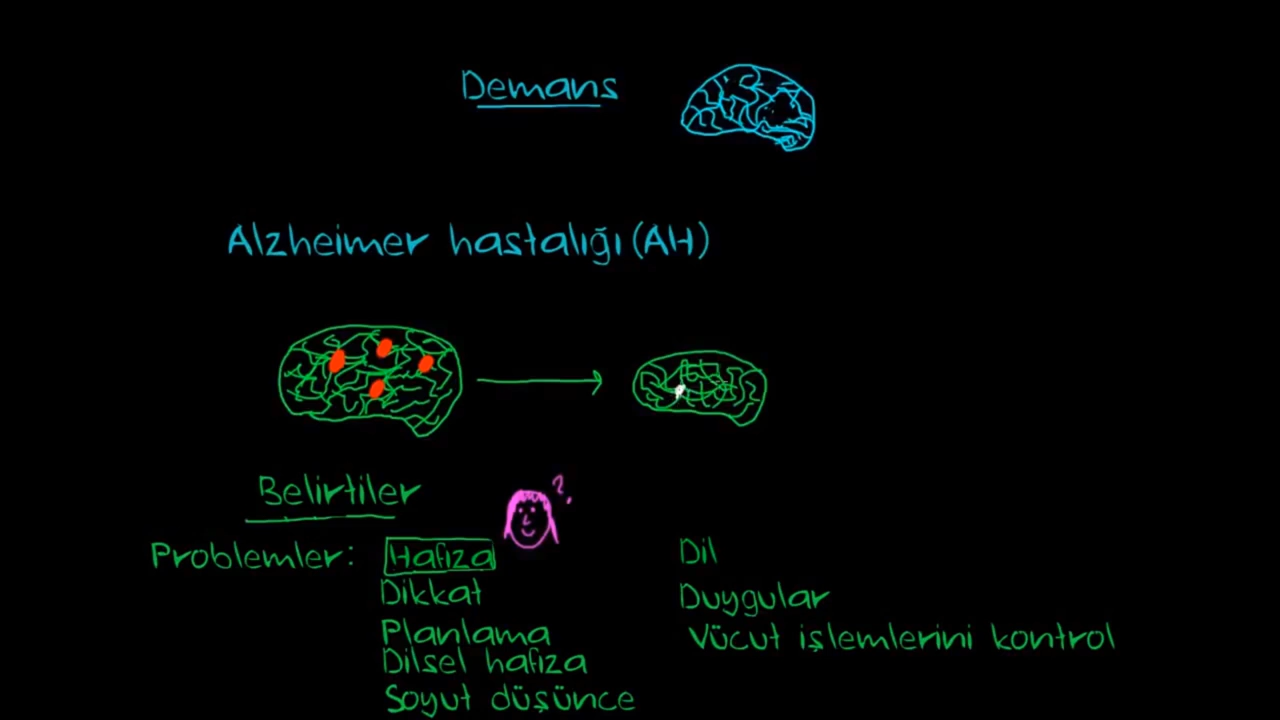 Demans
Alzheimer hastalığı (AH)
Belirtiler
?
Problemler: Hafıza
Dikkat
Planlama
Dilsel hafıza
Soyut düşünce
Dil
Duygular
Vücut işlemlerini kontrol